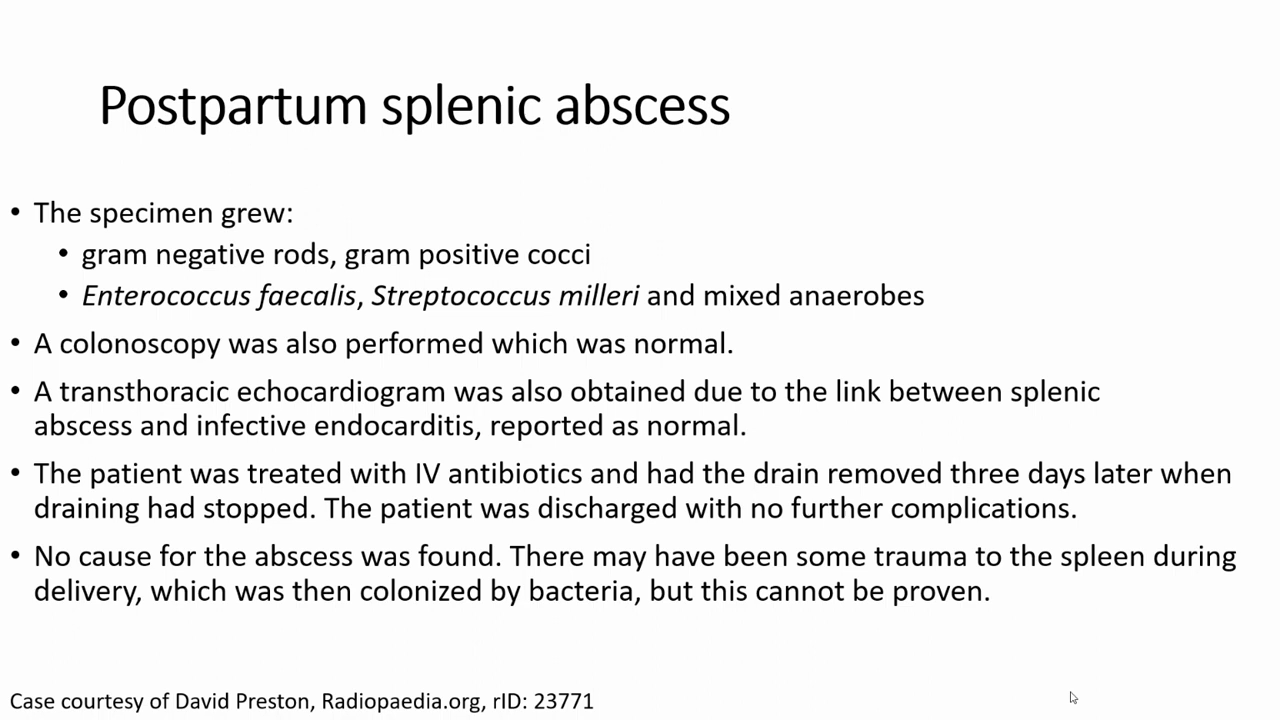 Postpartum splenic abscess
• The specimen grew:
• gram negative rods, gram positive cocci
• Enterococcus faecalis, Streptococcus milleri and mixed anaerobes
• A colonoscopy was also performed which was normal.
• A transthoracic echocardiogram was also obtained due to the link between splenic
abscess and infective endocarditis, reported as normal.
• The patient was treated with IV antibiotics and had the drain removed three days later when
draining had stopped. The patient was discharged with no further complications.
• No cause for the abscess was found. There may have been some trauma to the spleen during
delivery, which was then colonized by bacteria, but this cannot be proven.
Case courtesy of David Preston, Radiopaedia.org, rID: 23771